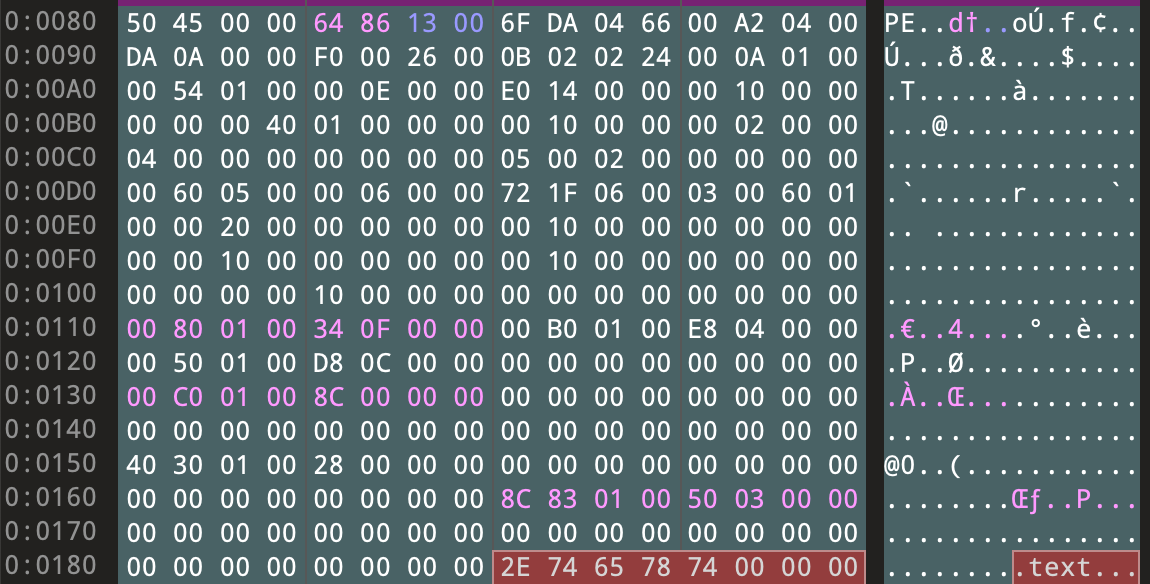 0:0080 50 45 00 00 64 86 13 00 6F DA 04 66 00 A2 04 00 PE..d†..oÚ.f.¢..
0:0090 DA 0A 00 00 F0 00 26 00 0B 02 02 24 00 0A 01 00 Ú...ð.&....$....
0:00A0 00 54 01 00 00 0E 00 00 E0 14 00 00 00 10 00 00 .T......à.......
0:00B0 00 00 00 40 01 00 00 00 00 10 00 00 00 02 00 00 ...@............
0:00C0 04 00 00 00 00 00 00 00 05 00 02 00 00 00 00 00 ................
0:00D0 00 60 05 00 00 06 00 00 72 1F 06 00 03 00 60 01 .`......r.....`.
0:00E0 00 00 20 00 00 00 00 00 00 10 00 00 00 00 00 00 .. .............
0:00F0 00 00 10 00 00 00 00 00 00 10 00 00 00 00 00 00 ................
0:0100 00 00 00 00 10 00 00 00 00 00 00 00 00 00 00 00 ................
0:0110 00 80 01 00 34 0F 00 00 00 B0 01 00 E8 04 00 00 .€..4....°..è...
0:0120 00 50 01 00 D8 0C 00 00 00 00 00 00 00 00 00 00 .P..Ø...........
0:0130 00 C0 01 00 8C 00 00 00 00 00 00 00 00 00 00 00 .À..Œ...........
0:0140 00 00 00 00 00 00 00 00 00 00 00 00 00 00 00 00 ................
0:0150 40 30 01 00 28 00 00 00 00 00 00 00 00 00 00 00 @0..(...........
0:0160 00 00 00 00 00 00 00 00 8C 83 01 00 50 03 00 00 ........Œƒ..P...
0:0170 00 00 00 00 00 00 00 00 00 00 00 00 00 00 00 00 ................
0:0180 00 00 00 00 00 00 00 00 2E 74 65 78 74 00 00 00 .........text...